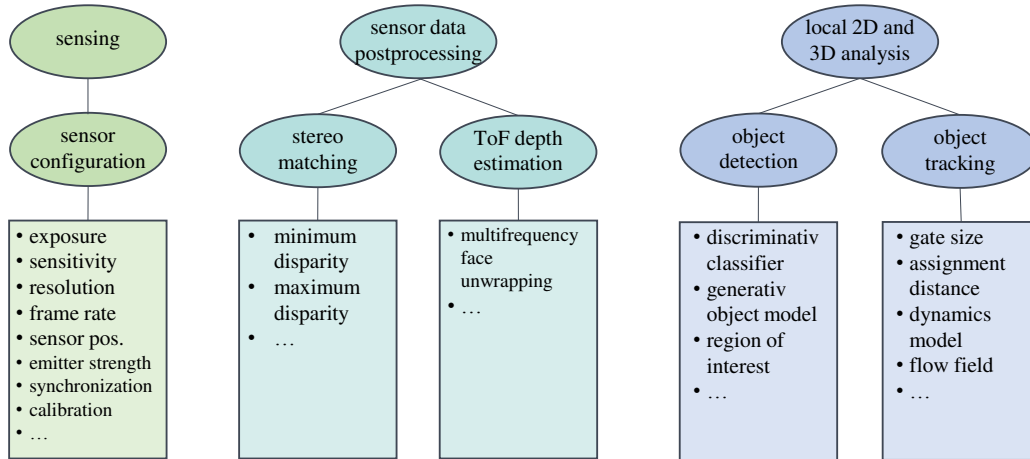 sensing
sensor
configuration
• exposure
• sensitivity
• resolution
• frame rate
• sensor pos.
• emitter strength
• synchronization
• calibration
• …
sensor data
postprocessing
stereo
matching
• minimum
disparity
• maximum
disparity
• …
ToF depth
estimation
• multifrequency
face
unwrapping
• …
local 2D and
3D analysis
object
detection
• discriminativ
classifier
• generativ
object model
• region of
interest
• …
object
tracking
• gate size
• assignment
distance
• dynamics
model
• flow field
• …